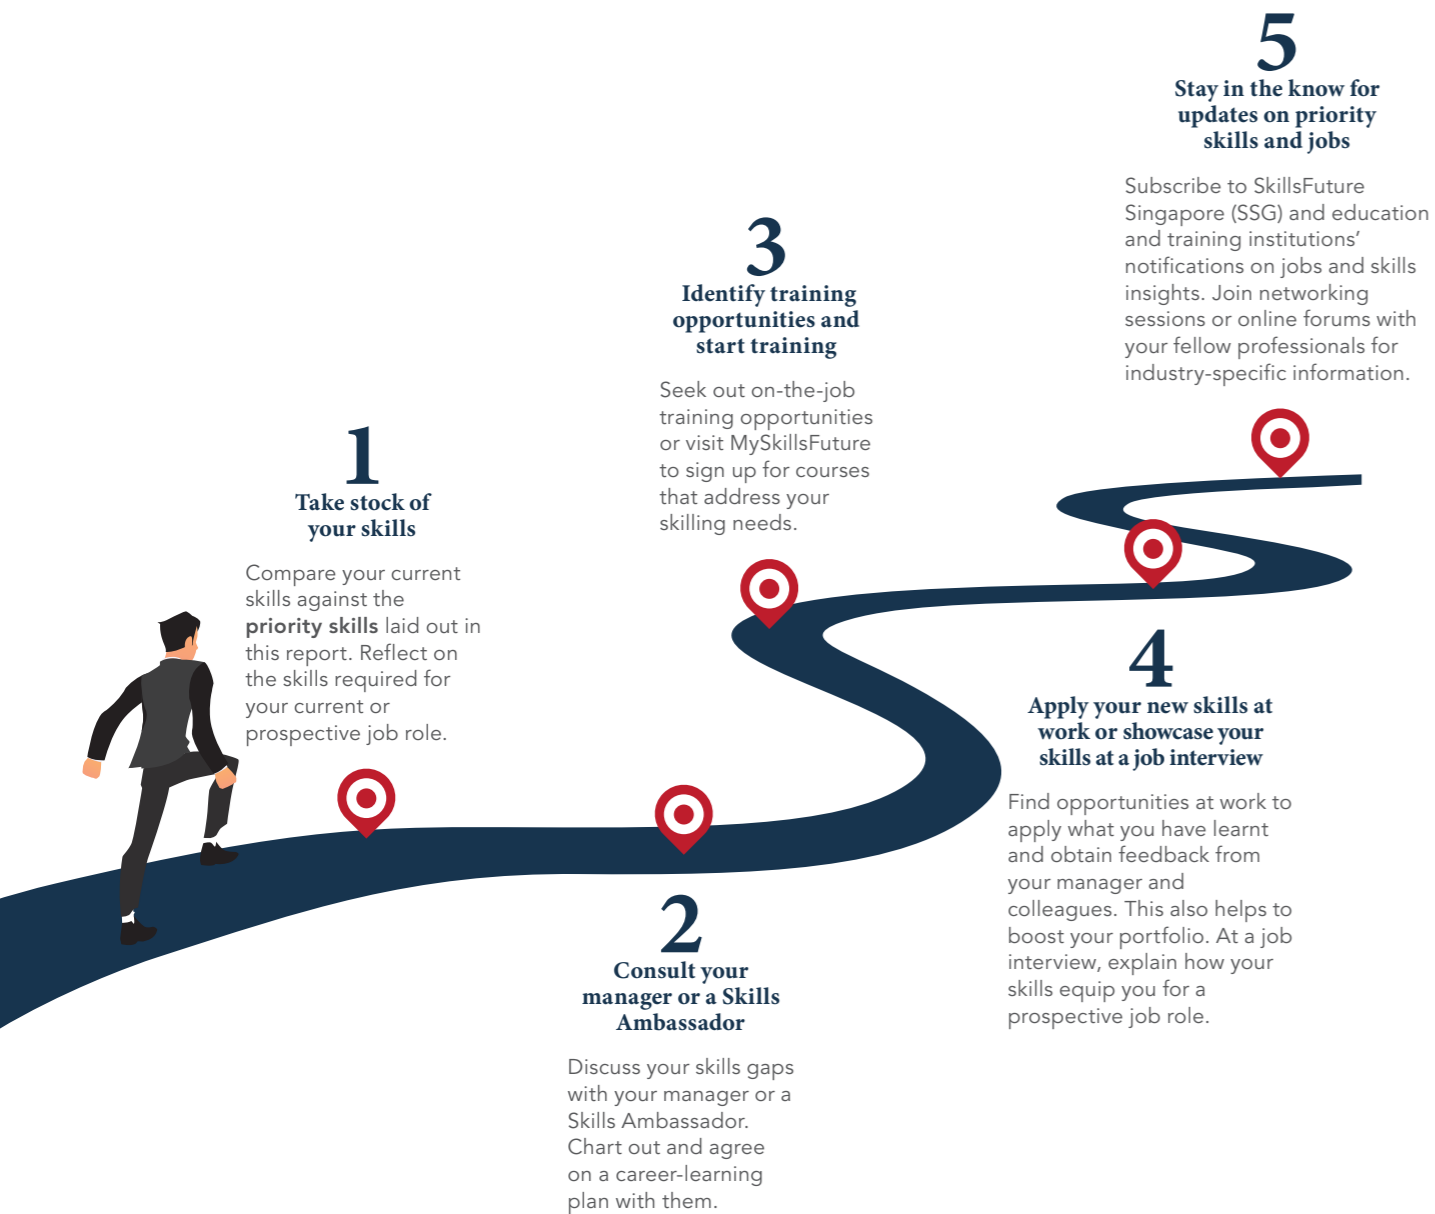 1
Take stock of
your skills
Compare your current
skills against the
priority skills laid out in
this report. Reflect on
the skills required for
your current or
prospective job role.
2
Consult your
manager or a Skills
Ambassador
Discuss your skills gaps
with your manager or a
Skills Ambassador.
Chart out and agree
on a career-learning
plan with them.
3
Identify training
opportunities and
start training
Seek out on-the-job
training opportunities
or visit MySkillsFuture
to sign up for courses
that address your
skilling needs.
4
Apply your new skills at
work or showcase your
skills at a job interview
Find opportunities at work to
apply what you have learnt
and obtain feedback from
your manager and
colleagues. This also helps to
boost your portfolio. At a job
interview, explain how your
skills equip you for a
prospective job role.
5
Stay in the know for
updates on priority
skills and jobs
Subscribe to SkillsFuture
Singapore (SSG) and education
and training institutions’
notifications on jobs and skills
insights. Join networking
sessions or online forums with
your fellow professionals for
industry-specific information.